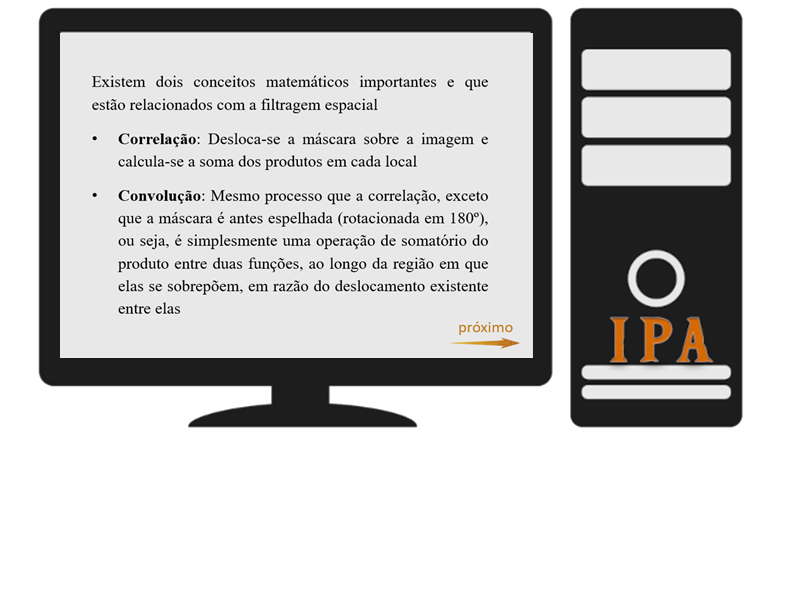 Existem dois conceitos matemáticos importantes e que
estão relacionados com a filtragem espacial
• Correlação: Desloca-se a máscara sobre a imagem e
calcula-se a soma dos produtos em cada local
• Convolução: Mesmo processo que a correlação, exceto
que a máscara é antes espelhada (rotacionada em 180º),
ou seja, é simplesmente uma operação de somatório do
produto entre duas funções, ao longo da região em que
elas se sobrepõem, em razão do deslocamento existente
entre elas
próximo
IPA